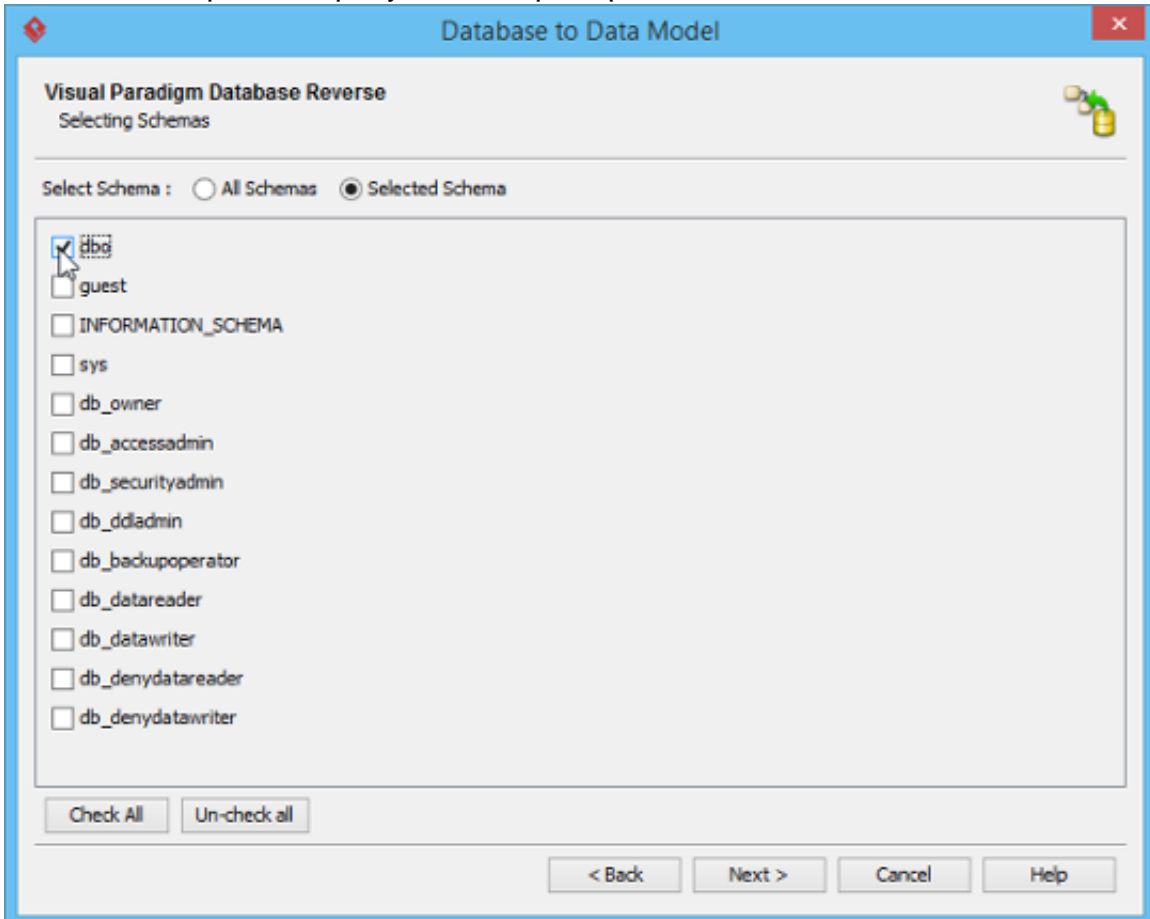 Database to Data Model
Visual Paradigm Database Reverse
Selecting Schemas
Select Schema : All Schemas Selected Schema
dbo
guest
INFORMATION_SCHEMA
sys
db_owner
db_accessadmin
db_securityadmin
db_ddladmin
db_backupoperator
db_datareader
db_datawriter
db_denydatareader
db_denydatawriter
Check All Un-check all
< Back Next > Cancel Help